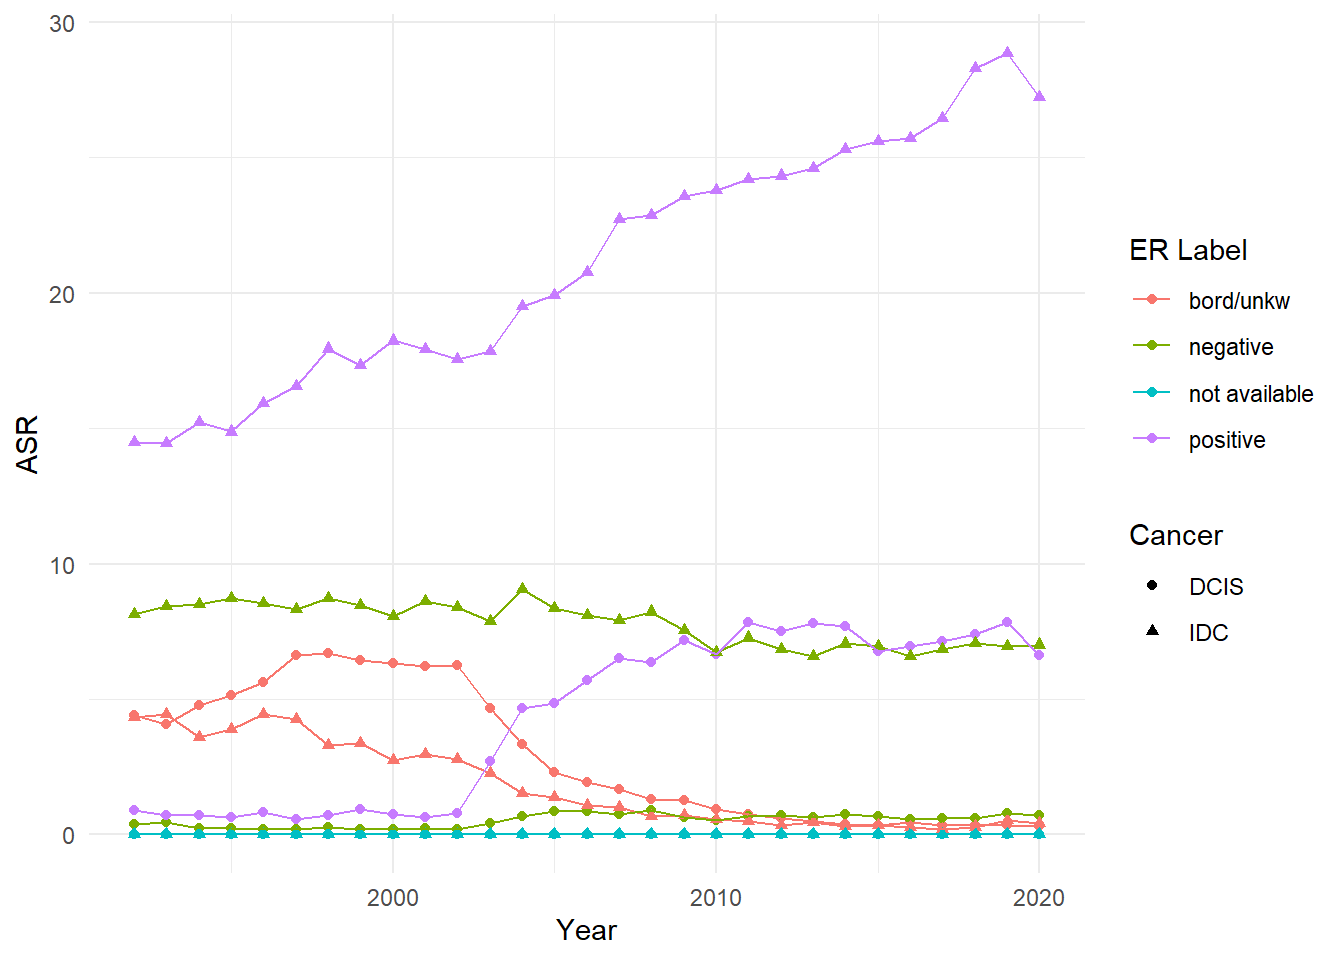 30
20
10
0
ASR
2000
2010
2020
Year
ER Label
bord/unkw
negative
not available
positive
Cancer
DCIS
IDC